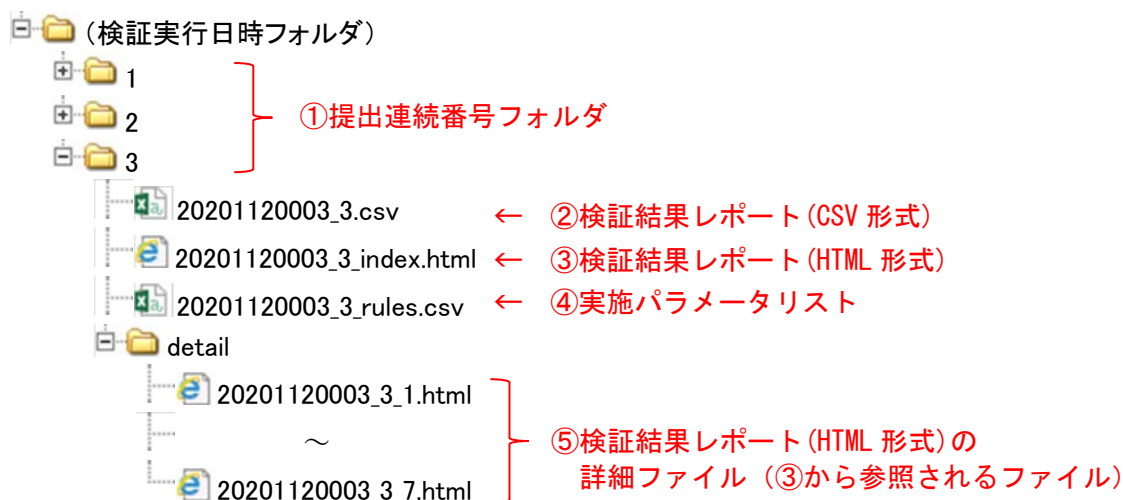 (検証実行日時フォルダ)
1
2 ①提出連続番号フォルダ
3
20201120003_3.csv ← ②検証結果レポート(CSV 形式)
20201120003_3_index.html ← ③検証結果レポート(HTML 形式)
20201120003_3_rules.csv ← ④実施パラメータリスト
detail
20201120003_3_1.html
~ ⑤検証結果レポート(HTML 形式)の
詳細ファイル(③から参照されるファイル)
20201120003_3_7.html